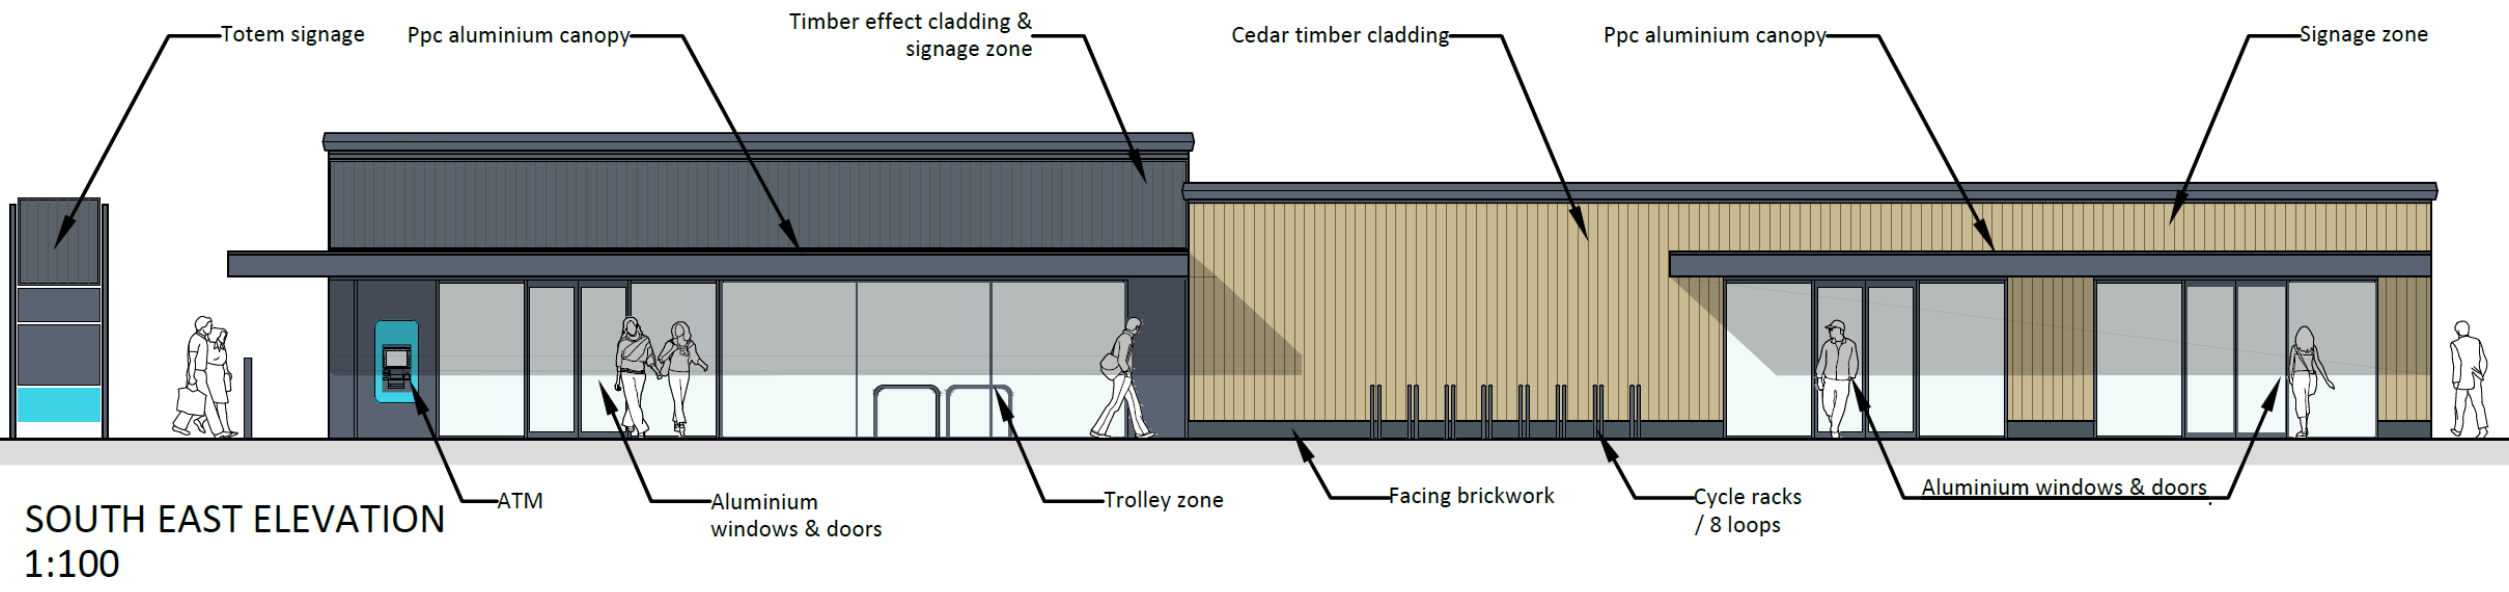 Totem signage
Ppc aluminium canopy
Timber effect cladding &
signage zone
Cedar timber cladding
Ppc aluminium canopy
Signage zone
ATM
Aluminium
windows & doors
Trolley zone
Facing brickwork
Cycle racks
/ 8 loops
Aluminium windows & doors
SOUTH EAST ELEVATION
1:100